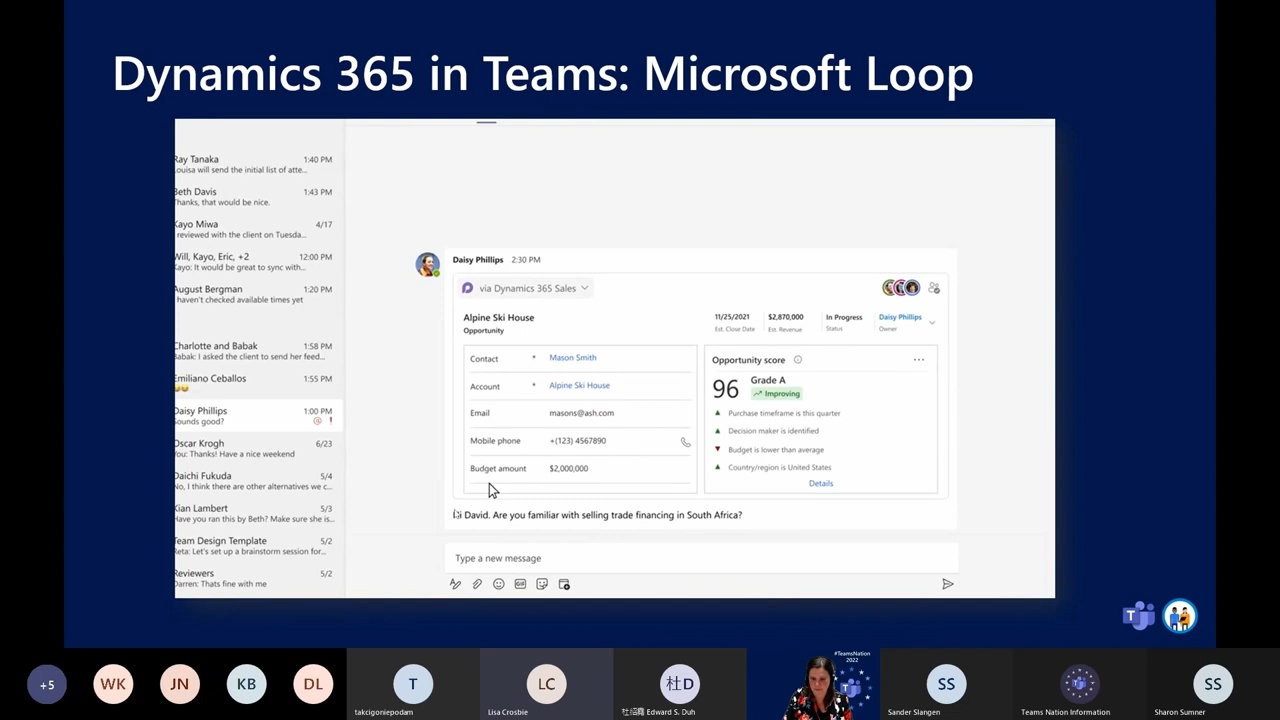 Dynamics 365 in Teams: Microsoft Loop
Ray Tanaka 1:40 PM
Louisa will send the initial list of atte...
Beth Davis 1:43 PM
Thanks, that would be nice.
Kayo Miwa 4/17
reviewed with the client on Tuesda...
Will, Kayo, Eric, +2 12:00 PM
Kayo: It would be great to sync with...
August Bergman 1:20 PM
haven't checked available times yet
Charlotte and Babak 1:58 PM
Babak: I asked the client to send her feed...
Emiliano Ceballos 1:55 PM
Daisy Phillips 1:00 PM
Sounds good?
@ !
Oscar Krogh 6/23
You: Thanks! Have a nice weekend
Daichi Fukuda 5/4
No, I think there are other alternatives we c...
Kian Lambert 5/3
Have you ran this by Beth? Make sure she is...
Team Design Template 5/2
Reta: Let's set up a brainstorm session for...
Reviewers 5/2
Darren: Thats fine with me
Daisy Phillips 2:30 PM
via Dynamics 365 Sales
Alpine Ski House
Opportunity
11/25/2021 $2,870,000 In Progress Daisy Phillips
Est. Close Date Est. Revenue Status Owner
Contact * Mason Smith
Account * Alpine Ski House
Email masons@ash.com
Mobile phone +(123) 4567890
Budget amount $2,000,000
Opportunity score
96 Grade A
Improving
Purchase timeframe is this quarter
Decision maker is identified
Budget is lower than average
Country/region is United States
Details
Hi David. Are you familiar with selling trade financing in South Africa?
Type a new message
GIF
T
#TeamsNation
2022
+5 WK JN KB DL T LC 杜D SS T SS
takcigoniepodam Lisa Crosbie 杜紹爾 Edward S. Duh Sander Slangen Teams Nation Information Sharon Sumner